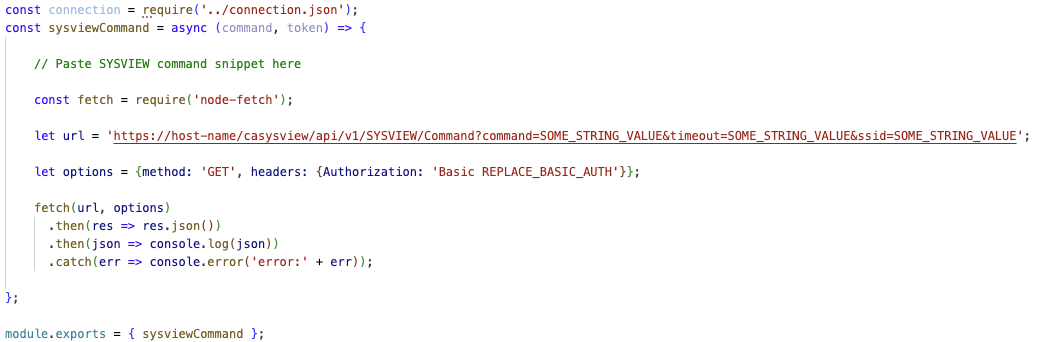 const connection = require('../connection.json');
const sysviewCommand = async (command, token) => {
// Paste SYSVIEW command snippet here
const fetch = require('node-fetch');
let url = 'https://host-name/casysview/api/v1/SYSVIEW/Command?command=SOME_STRING_VALUE&timeout=SOME_STRING_VALUE&ssid=SOME_STRING_VALUE';
let options = {method: 'GET', headers: {Authorization: 'Basic REPLACE_BASIC_AUTH'}};
fetch(url, options)
.then(res => res.json())
.then(json => console.log(json))
.catch(err => console.error('error:' + err));
};
module.exports = { sysviewCommand };